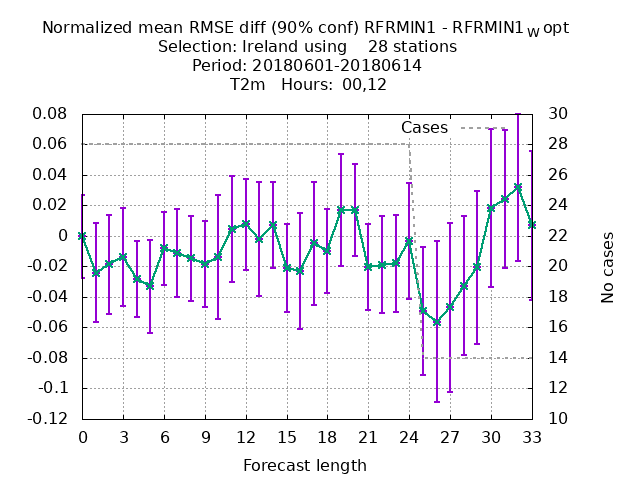 Normalized mean RMSE diff (90% conf) RFRMIN1 - RFRMIN1W opt
Selection: Ireland using 28 stations
Period: 20180601-20180614
T2m Hours: 00,12
Cases
0.08
0.06
0.04
0.02
0
-0.02
-0.04
-0.06
-0.08
-0.1
-0.12
30
28
26
24
22
20
18
16
14
12
10
No cases
0 3 6 9 12 15 18 21 24 27 30 33
Forecast length